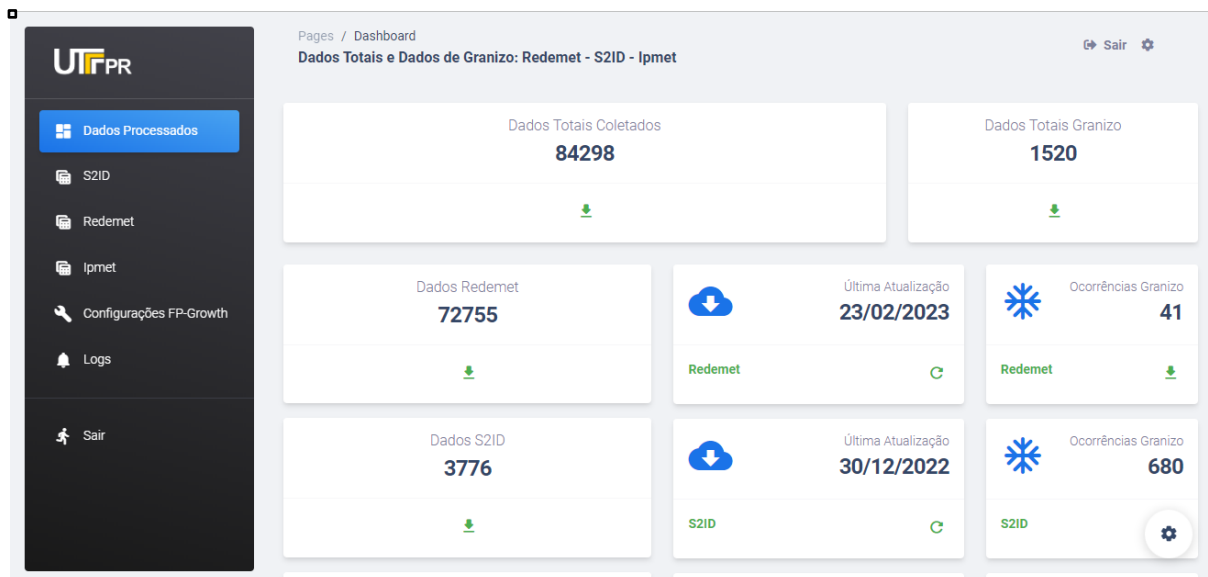 UTFPR
Dados Processados
S2ID
Redemet
Ipmet
Configurações FP-Growth
Logs
Sair
Pages / Dashboard
Dados Totais e Dados de Granizo: Redemet - S2ID - Ipmet
Sair
Dados Totais Coletados
84298
Dados Totais Granizo
1520
Dados Redemet
72755
Última Atualização
23/02/2023
Redemet
Ocorrências Granizo
41
Redemet
Dados S2ID
3776
Última Atualização
30/12/2022
S2ID
Ocorrências Granizo
680
S2ID